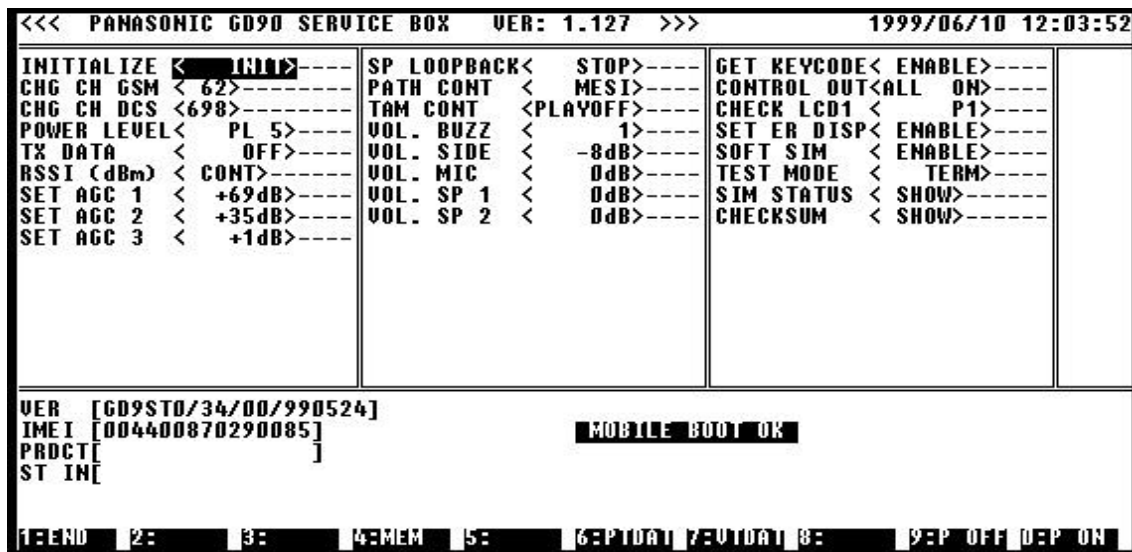 <<< PANASONIC GD90 SERVICE BOX VER: 1.127 >>> 1999/06/10 12:03:52
INITIALIZE < INIT>----
CHG CH GSM < 62>---------
CHG CH DCS <698>---------
POWER LEVEL< PL 5>----
TX DATA < OFF>----
RSSI (dBm) < CONT>-------
SET AGC 1 < +69dB>----
SET AGC 2 < +35dB>----
SET AGC 3 < +1dB>----
SP LOOPBACK< STOP>----
PATH CONT < MESI>----
TAM CONT <PLAYOFF>----
VOL. BUZZ < 1>----
VOL. SIDE < -8dB>----
VOL. MIC < 0dB>----
VOL. SP 1 < 0dB>----
VOL. SP 2 < 0dB>----
GET KEYCODE< ENABLE>----
CONTROL OUT<ALL ON>----
CHECK LCD1 < P1>----
SET ER DISP< ENABLE>----
SOFT SIM < ENABLE>----
TEST MODE < TERM>----
SIM STATUS < SHOW>------
CHECKSUM < SHOW>------
VER [GD9ST0/34/00/990524]
IMEI [004400870290085]
MOBILE BOOT OK
PRDCT[ ]
ST IN[
1:END 2: 3: 4:MEM 5: 6:PTDAT 7:VTDAT 8: 9:P OFF 0:P ON